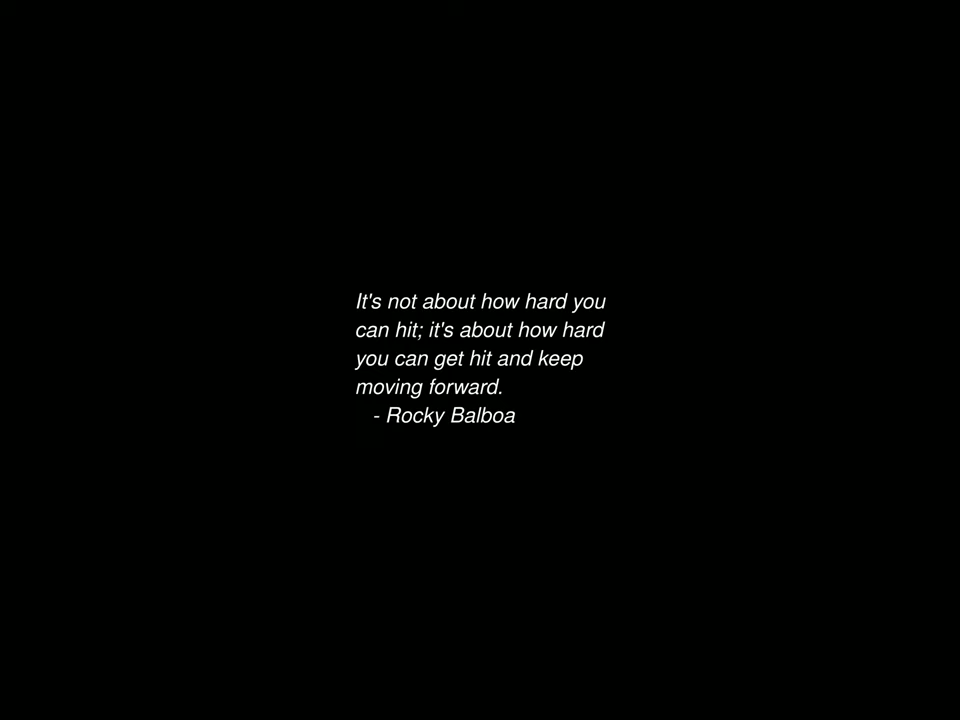 It's not about how hard you
can hit; it's about how hard
you can get hit and keep
moving forward.
- Rocky Balboa